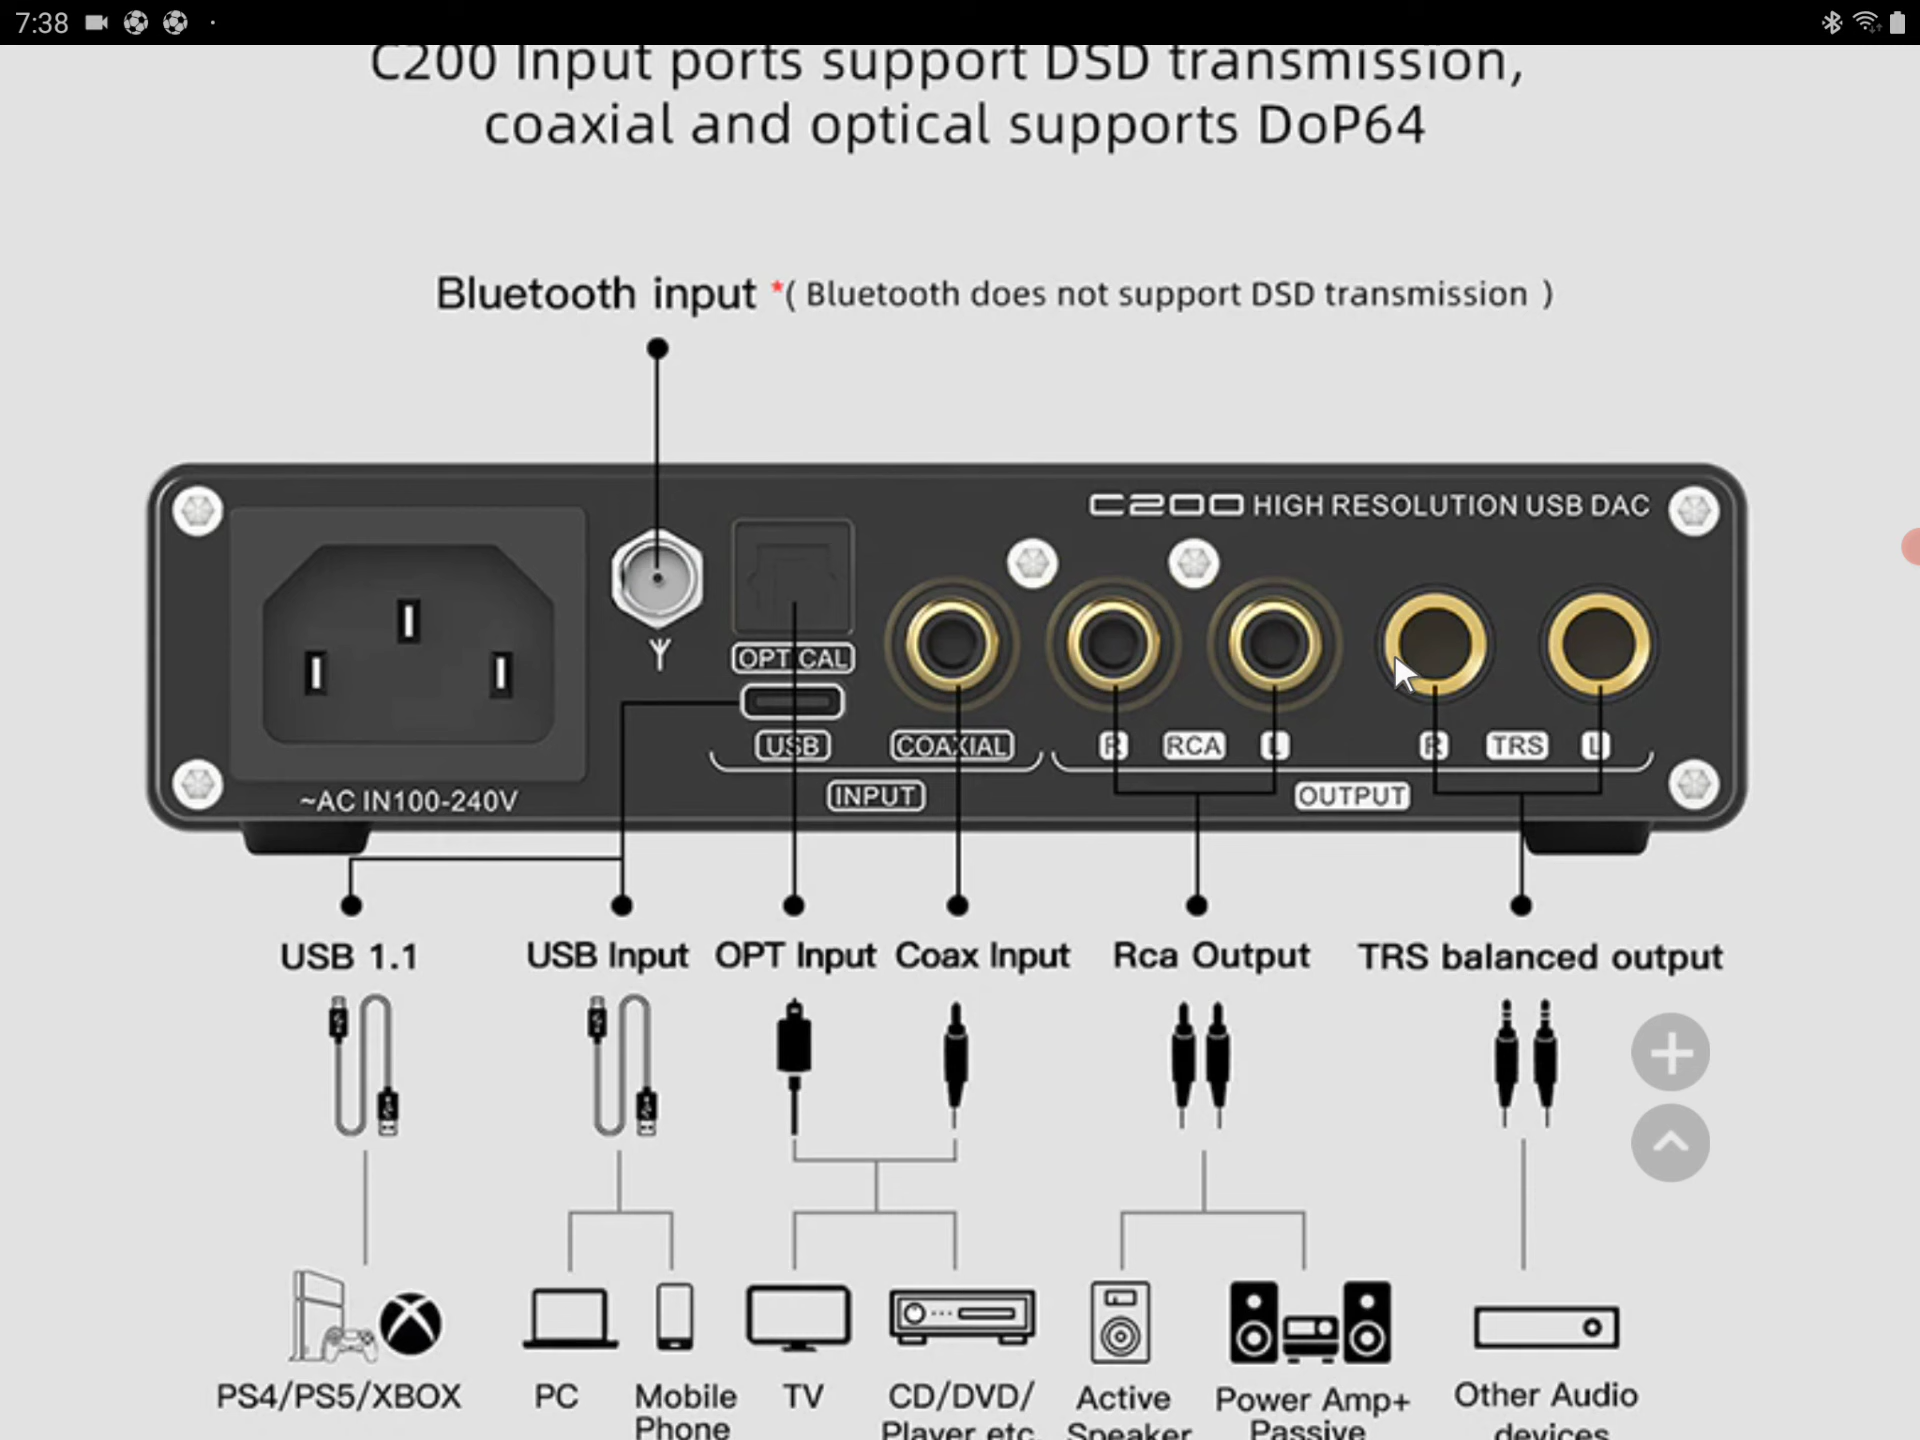 7:38
C200 Input ports support DSD transmission,
coaxial and optical supports DoP64
Bluetooth input *( Bluetooth does not support DSD transmission )
C200 HIGH RESOLUTION USB DAC
OPTICAL
USB
COAXIAL
R RCA L
R TRS L
INPUT
OUTPUT
~AC IN100-240V
USB 1.1
USB Input
OPT Input
Coax Input
Rca Output
TRS balanced output
PS4/PS5/XBOX
PC
Mobile
Phone
TV
CD/DVD/
Player etc.
Active
Speaker
Power Amp+
Passive
Other Audio
devices